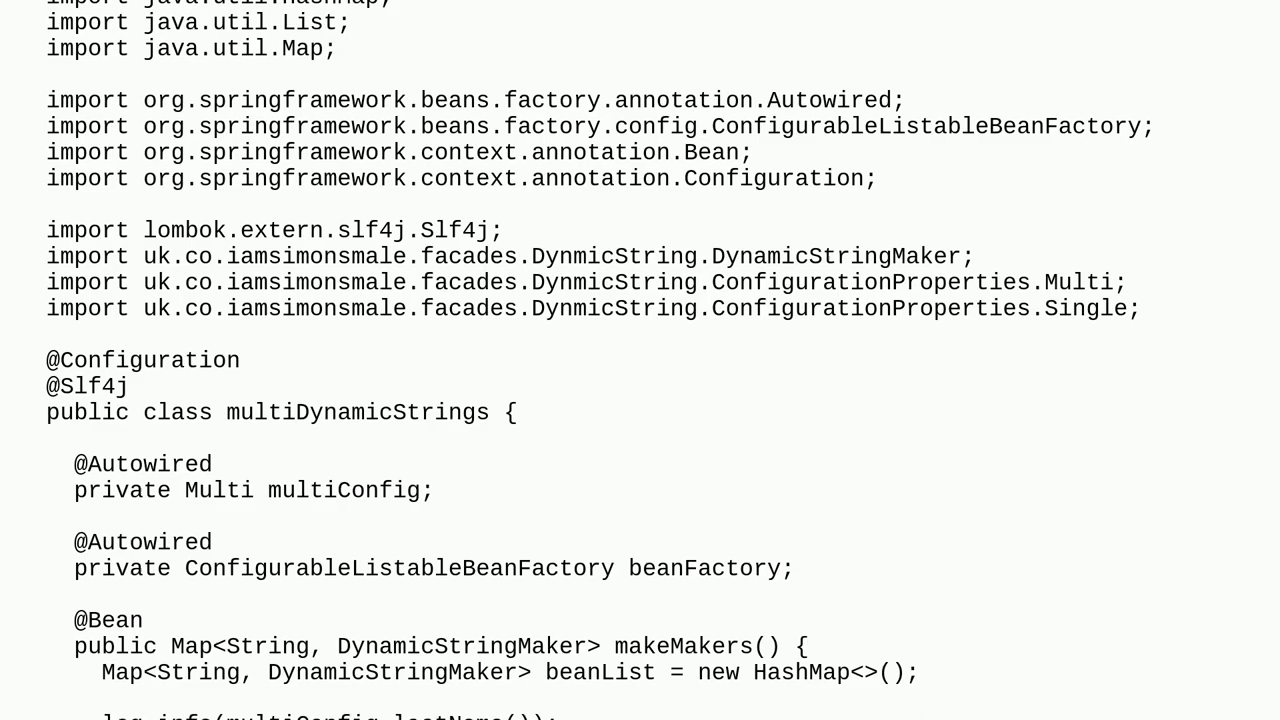 import java.util.HashMap;
import java.util.List;
import java.util.Map;
import org.springframework.beans.factory.annotation.Autowired;
import org.springframework.beans.factory.config.ConfigurableListableBeanFactory;
import org.springframework.context.annotation.Bean;
import org.springframework.context.annotation.Configuration;
import lombok.extern.slf4j.Slf4j;
import uk.co.iamsimonsmale.facades.DynmicString.DynamicStringMaker;
import uk.co.iamsimonsmale.facades.DynmicString.ConfigurationProperties.Multi;
import uk.co.iamsimonsmale.facades.DynmicString.ConfigurationProperties.Single;
@Configuration
@Slf4j
public class multiDynamicStrings {
@Autowired
private Multi multiConfig;
@Autowired
private ConfigurableListableBeanFactory beanFactory;
@Bean
public Map<String, DynamicStringMaker> makeMakers() {
Map<String, DynamicStringMaker> beanList = new HashMap<>();